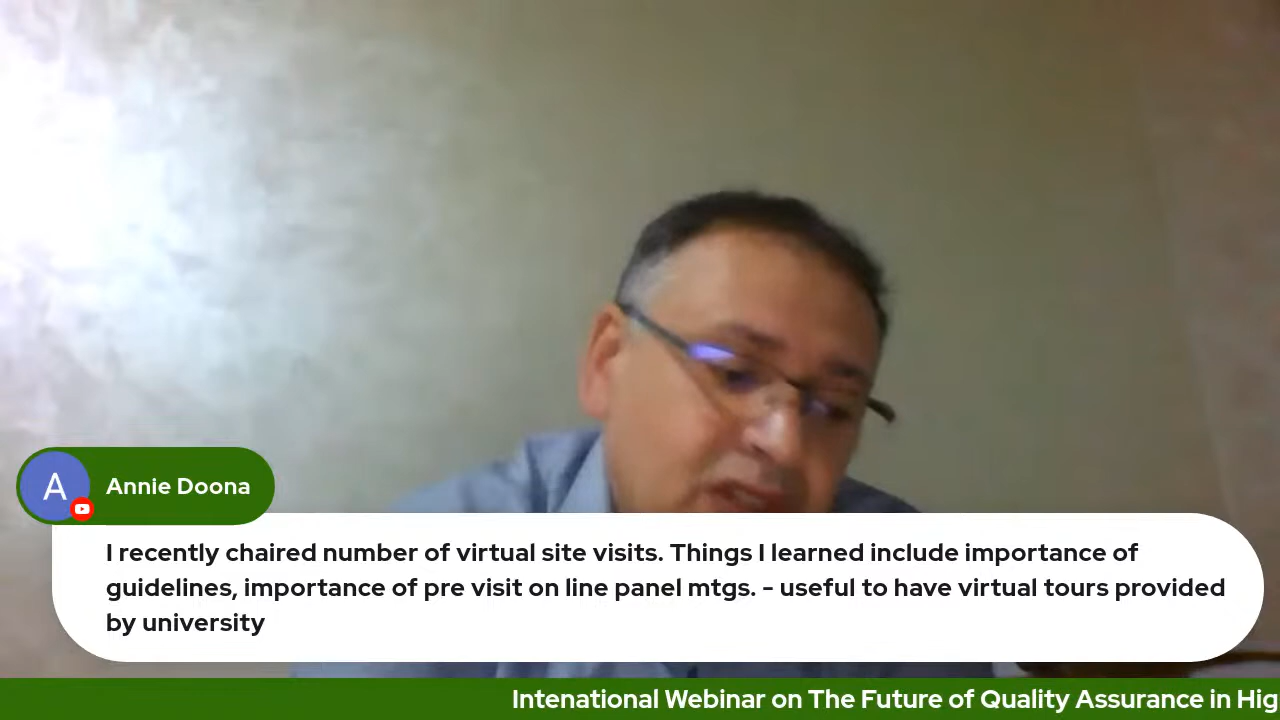 A
Annie Doona
I recently chaired number of virtual site visits. Things I learned include importance of
guidelines, importance of pre visit on line panel mtgs. - useful to have virtual tours provided
by university
Intenational Webinar on The Future of Quality Assurance in Hig